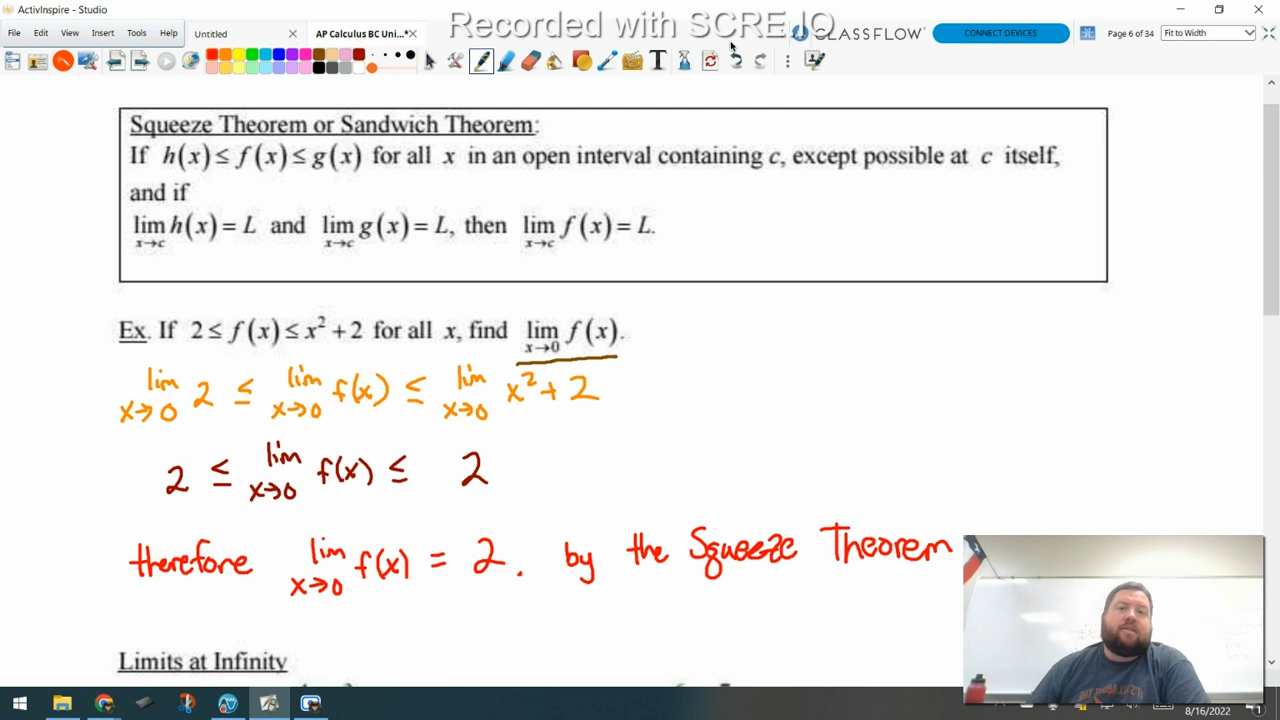 ActivInspire - Studio
Recorded with SCRE.IO
File Edit View Insert Tools Help
Untitled
AP Calculus BC Uni...*
CLASSFLOW
CONNECT DEVICES
Page 6 of 34
Fit to Width
Squeeze Theorem or Sandwich Theorem:
If h(x) ≤ f(x) ≤ g(x) for all x in an open interval containing c, except possible at c itself,
and if
lim x→c h(x) = L and lim x→c g(x) = L, then lim x→c f(x) = L.
Ex. If 2 ≤ f(x) ≤ x² + 2 for all x, find lim x→0 f(x).
lim x→0 2 ≤ lim x→0 f(x) ≤ lim x→0 x² + 2
2 ≤ lim x→0 f(x) ≤ 2
therefore lim x→0 f(x) = 2. by the Squeeze Theorem
Limits at Infinity
8/16/2022